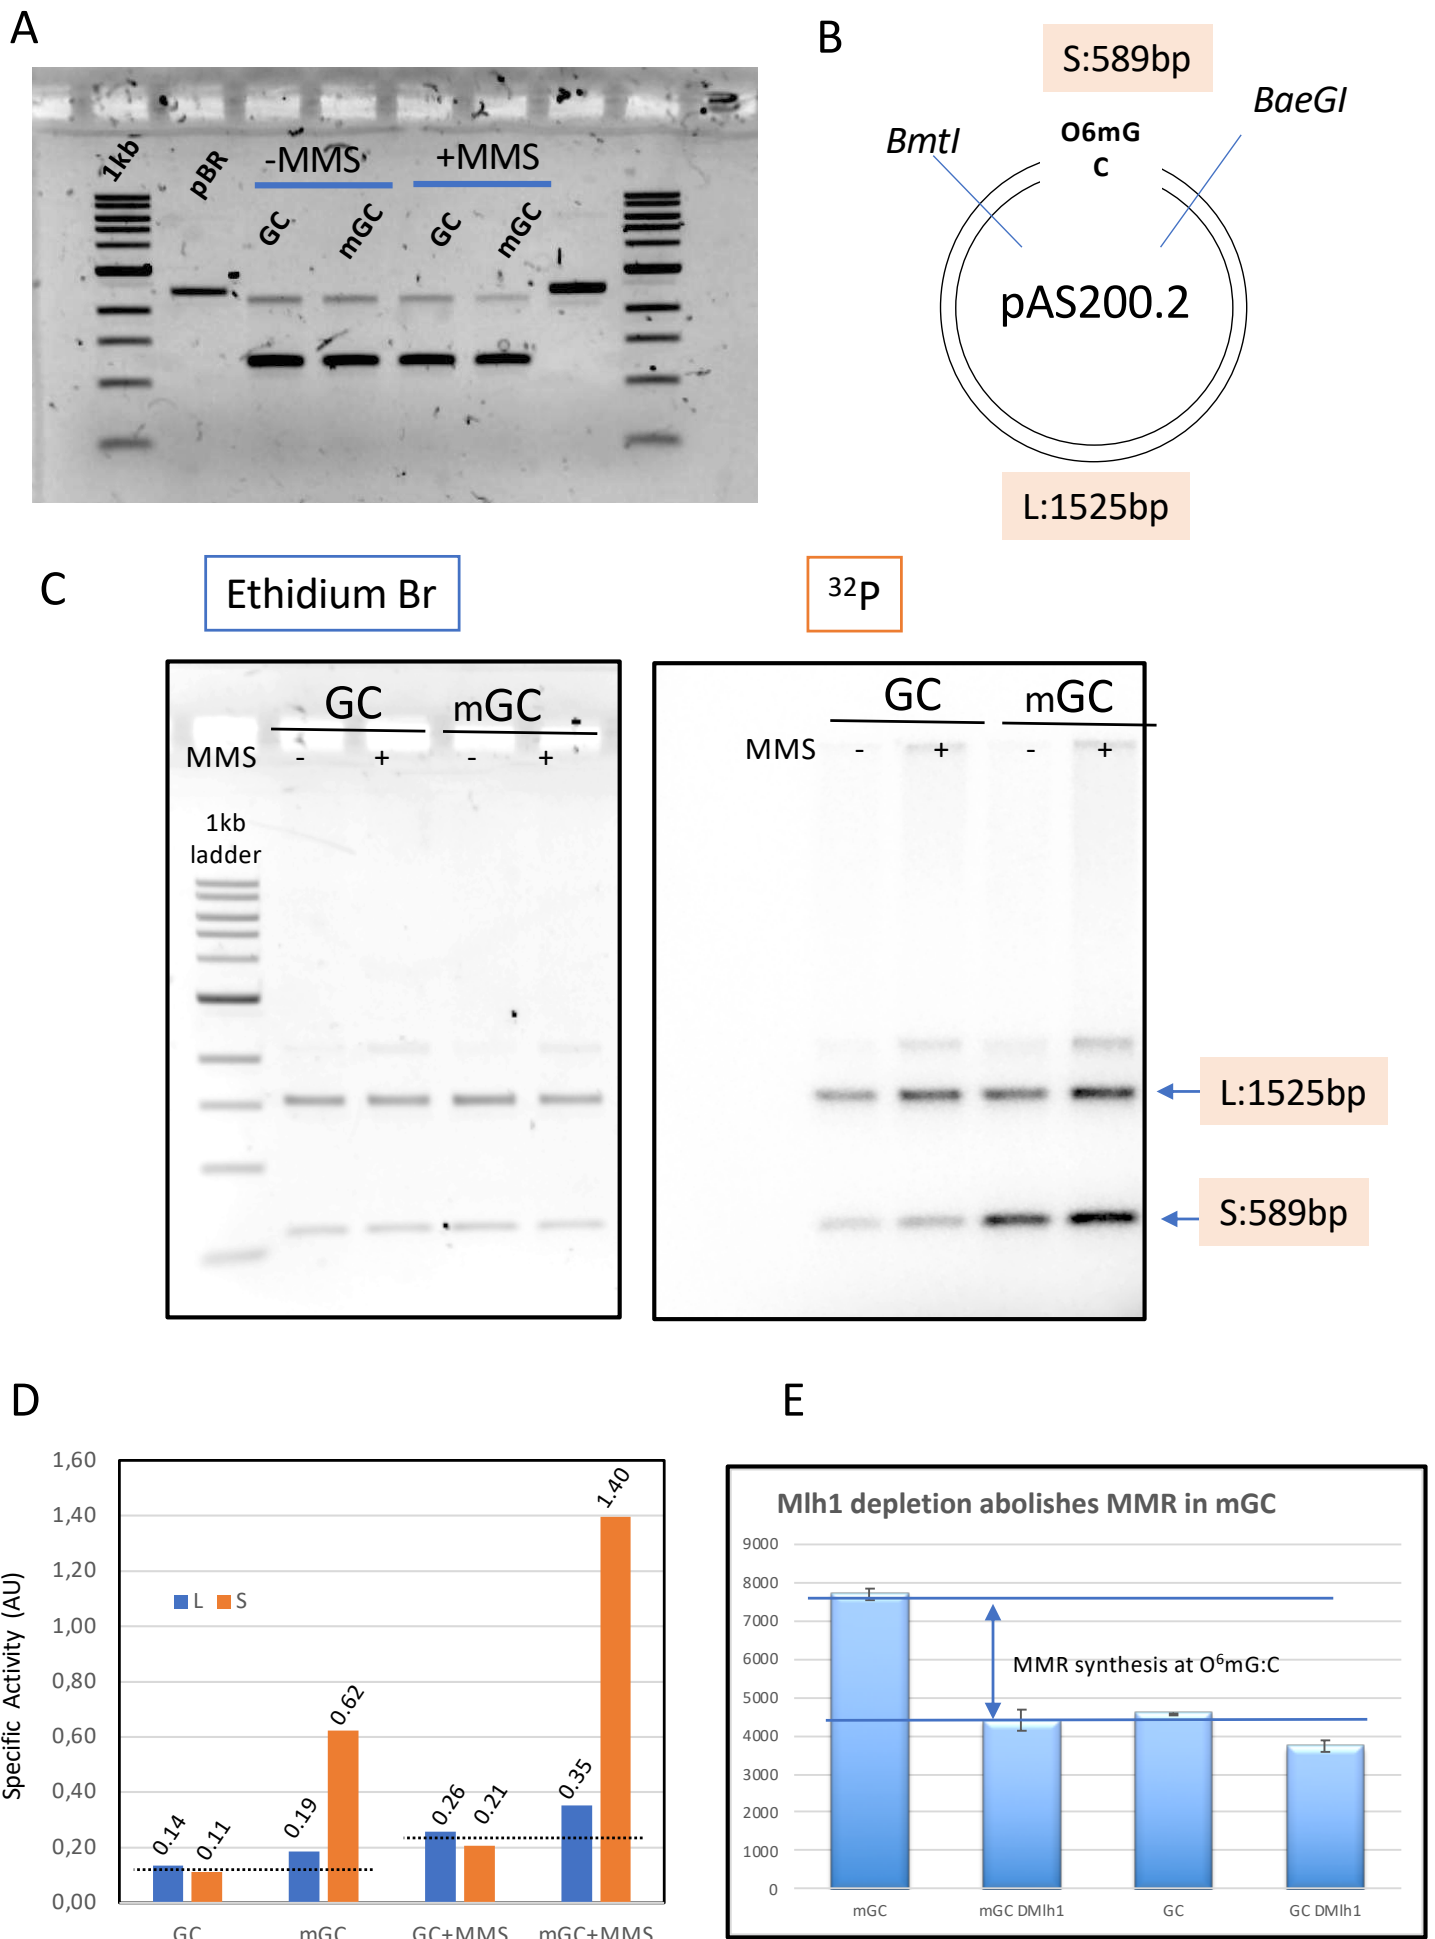 A
1kb
pBR
-MMS
+MMS
GC
mGC
GC
mGC
B
S:589bp
BmtI
BaeGI
O6mG
C
pAS200.2
L:1525bp
C
Ethidium Br
32P
GC
mGC
MMS - + - +
1kb
ladder
GC
mGC
MMS - + - +
L:1525bp
S:589bp
D
1,60
1,40
1,20
1,00
0,80
0,60
0,40
0,20
0,00
Specific Activity (AU)
L S
0.14
0.11
0.19
0.62
0.26
0.21
0.35
1.40
GC mGC GC+MMS mGC+MMS
E
Mlh1 depletion abolishes MMR in mGC
9000
8000
7000
6000
5000
4000
3000
2000
1000
0
MMR synthesis at O⁶mG:C
mGC mGC DMlh1 GC GC DMlh1